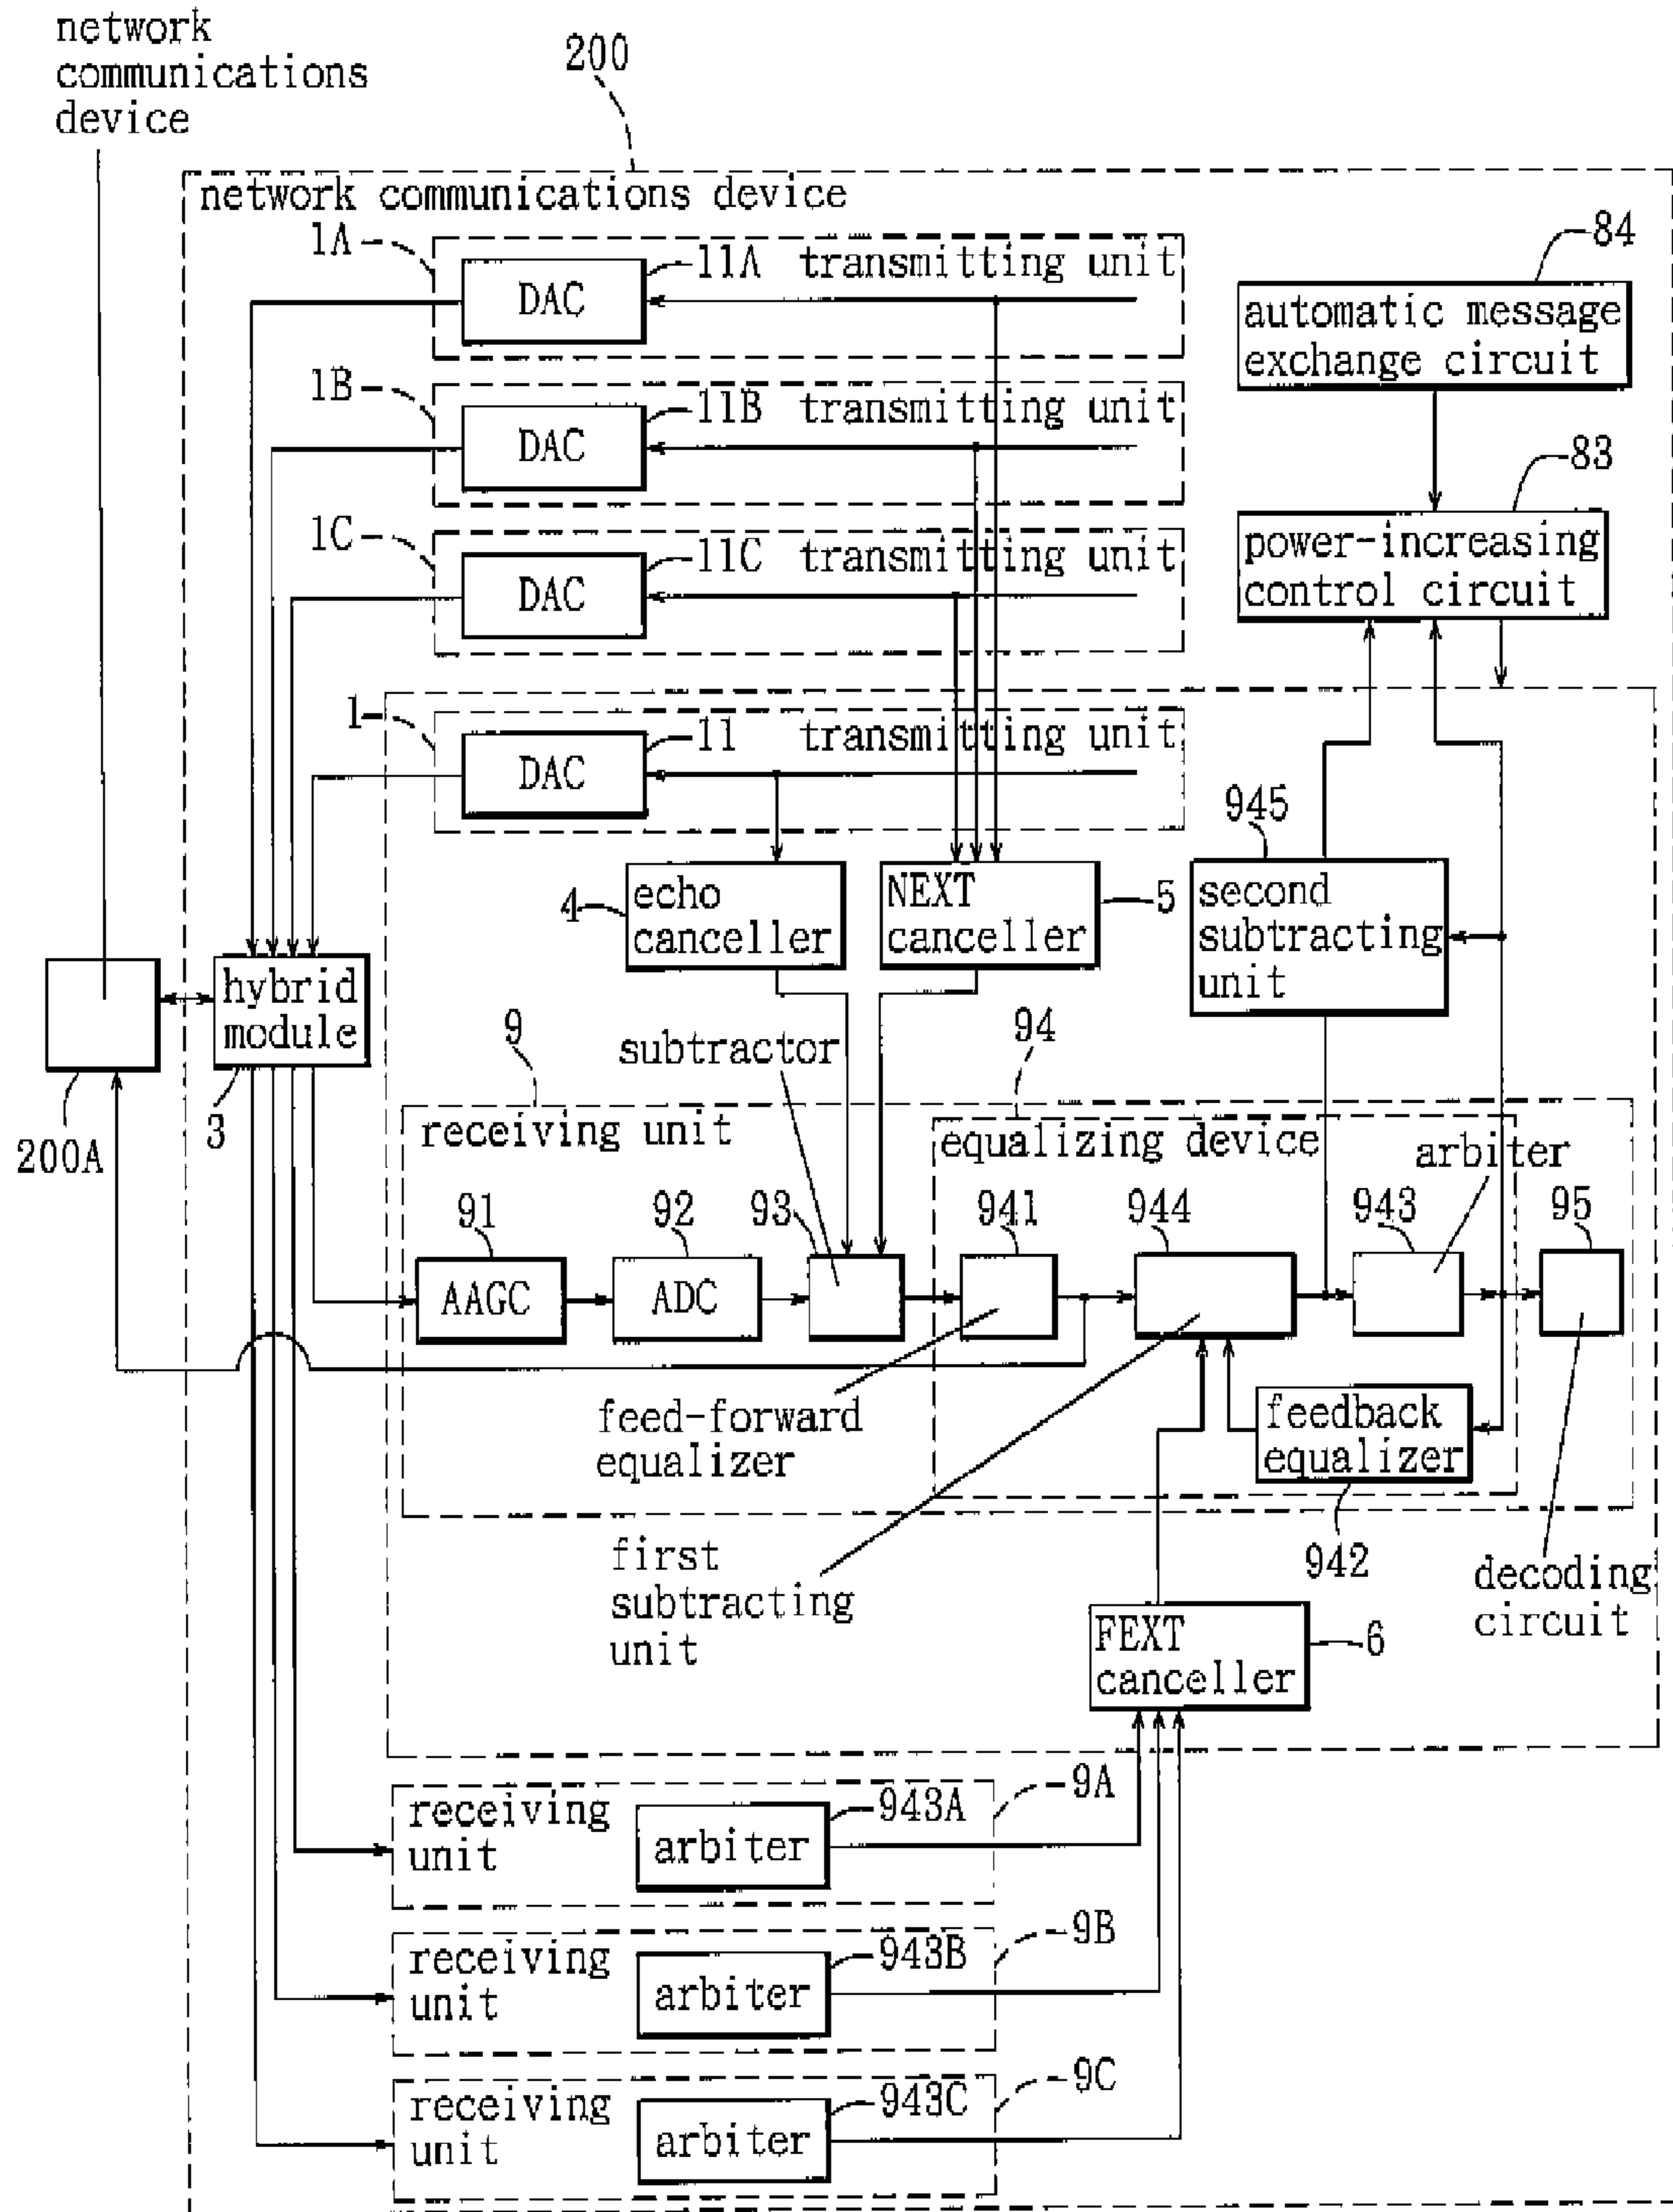 network
communications
device
200
network communications device
1A
11A
transmitting unit
DAC
84
automatic message
exchange circuit
1B
11B
transmitting unit
DAC
83
power-increasing
control circuit
1C
11C
transmitting unit
DAC
1
11
transmitting unit
DAC
945
4
echo
canceller
NEXT
canceller
5
second
subtracting
unit
hybrid
module
3
200A
9
subtractor
94
receiving unit
equalizing device
arbiter
91
92
93
941
944
943
95
AAGC
ADC
feed-forward
equalizer
feedback
equalizer
942
first
subtracting
unit
decoding
circuit
FEXT
canceller
6
receiving
unit
943A
arbiter
9A
receiving
unit
943B
arbiter
9B
receiving
unit
943C
arbiter
9C